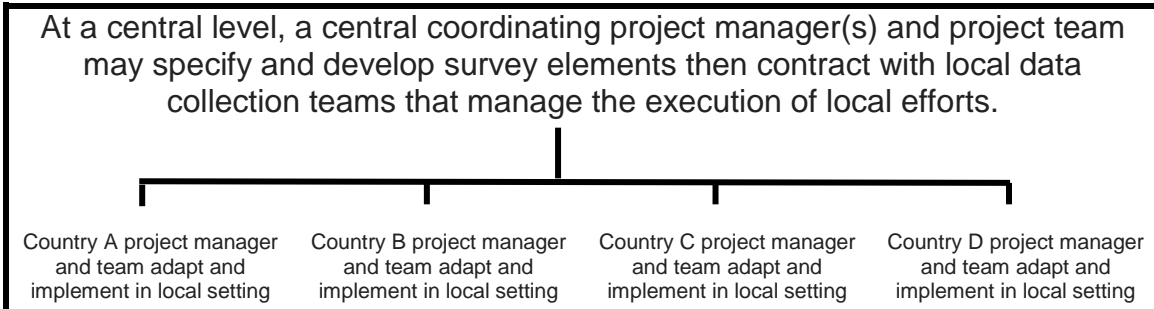 At a central level, a central coordinating project manager(s) and project team
may specify and develop survey elements then contract with local data
collection teams that manage the execution of local efforts.
Country A project manager
and team adapt and
implement in local setting
Country B project manager
and team adapt and
implement in local setting
Country C project manager
and team adapt and
implement in local setting
Country D project manager
and team adapt and
implement in local setting